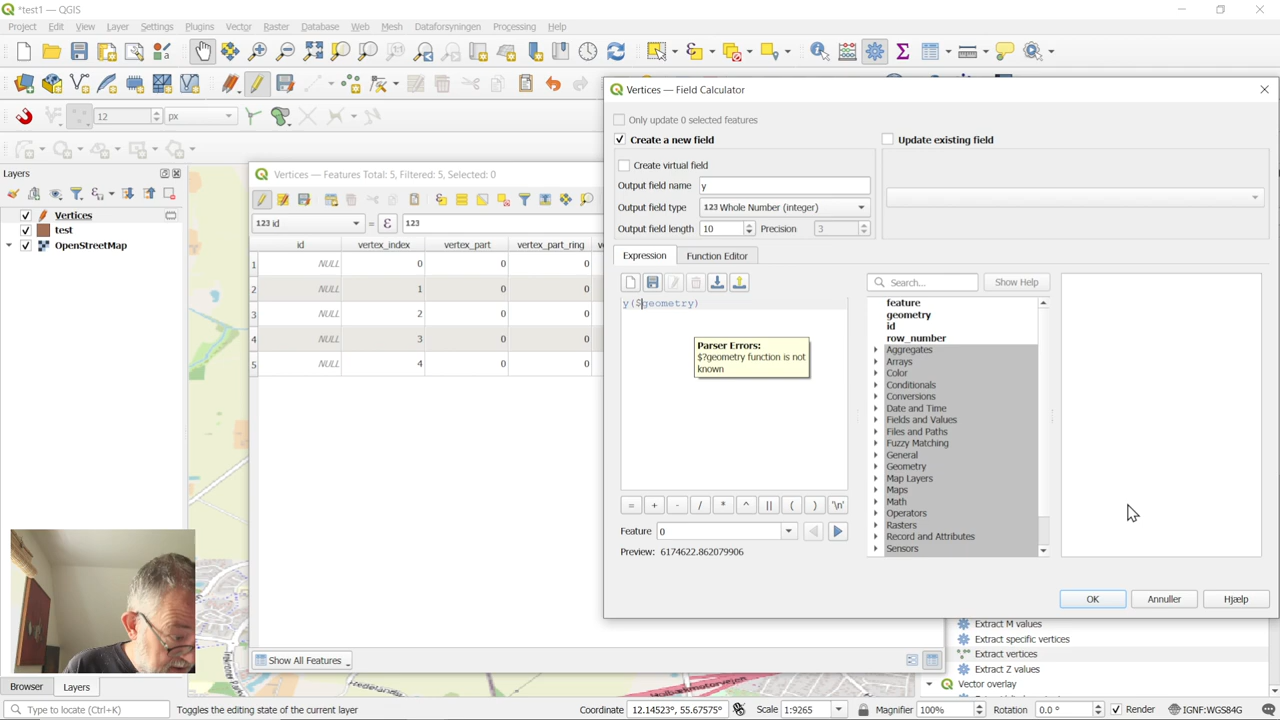 *test1 — QGIS
Project Edit View Layer Settings Plugins Vector Raster Database Web Mesh Dataforsyningen Processing Help
12 px
Layers
Vertices
test
OpenStreetMap
Vertices — Features Total: 5, Filtered: 5, Selected: 0
123 id = ε 123
id vertex_index vertex_part vertex_part_ring
1 NULL 0 0 0
2 NULL 1 0 0
3 NULL 2 0 0
4 NULL 3 0 0
5 NULL 4 0 0
Show All Features
Vertices — Field Calculator
Only update 0 selected features
Create a new field
Update existing field
Create virtual field
Output field name y
Output field type 123 Whole Number (integer)
Output field length 10 Precision 3
Expression Function Editor
Search... Show Help
y($geometry)
Parser Errors:
$?geometry function is not
known
feature
geometry
id
row_number
Aggregates
Arrays
Color
Conditionals
Conversions
Date and Time
Fields and Values
Files and Paths
Fuzzy Matching
General
Geometry
Map Layers
Maps
Math
Operators
Rasters
Record and Attributes
Sensors
= + - / * ^ || ( ) '\n'
Feature 0
Preview: 6174622.862079906
OK Annuller Hjælp
Extract M values
Extract specific vertices
Extract vertices
Extract Z values
Vector overlay
Browser Layers
Type to locate (Ctrl+K) Toggles the editing state of the current layer Coordinate 12.14523°, 55.67575° Scale 1:9265 Magnifier 100% Rotation 0.0 ° Render IGNF:WGS84G